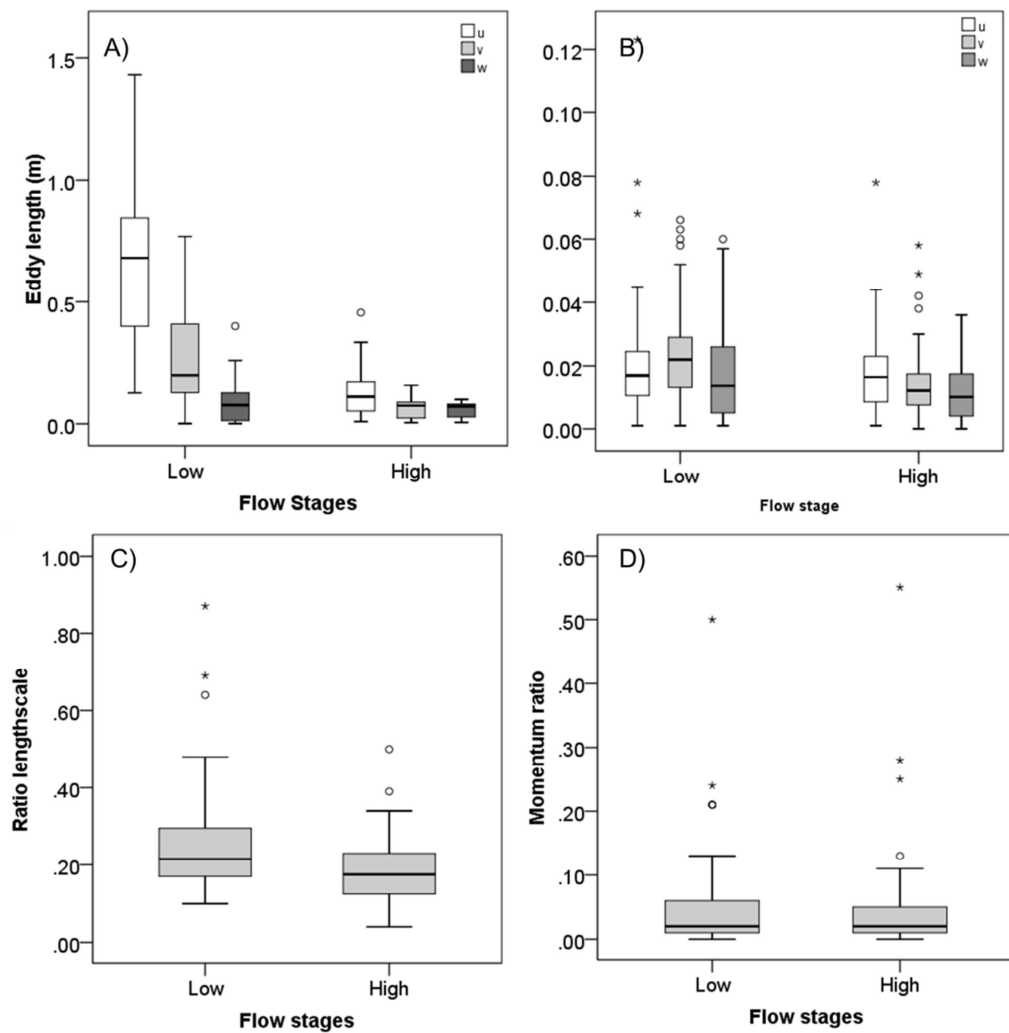 A)
u
v
w
1.5
1.0
0.5
0.0
Eddy length (m)
Low
High
Flow Stages
B)
u
v
w
0.12
0.10
0.08
0.06
0.04
0.02
0.00
Low
High
Flow stage
C)
1.00
.80
.60
.40
.20
.00
Ratio lengthscale
Low
High
Flow stages
D)
.60
.50
.40
.30
.20
.10
.00
Momentum ratio
Low
High
Flow stages